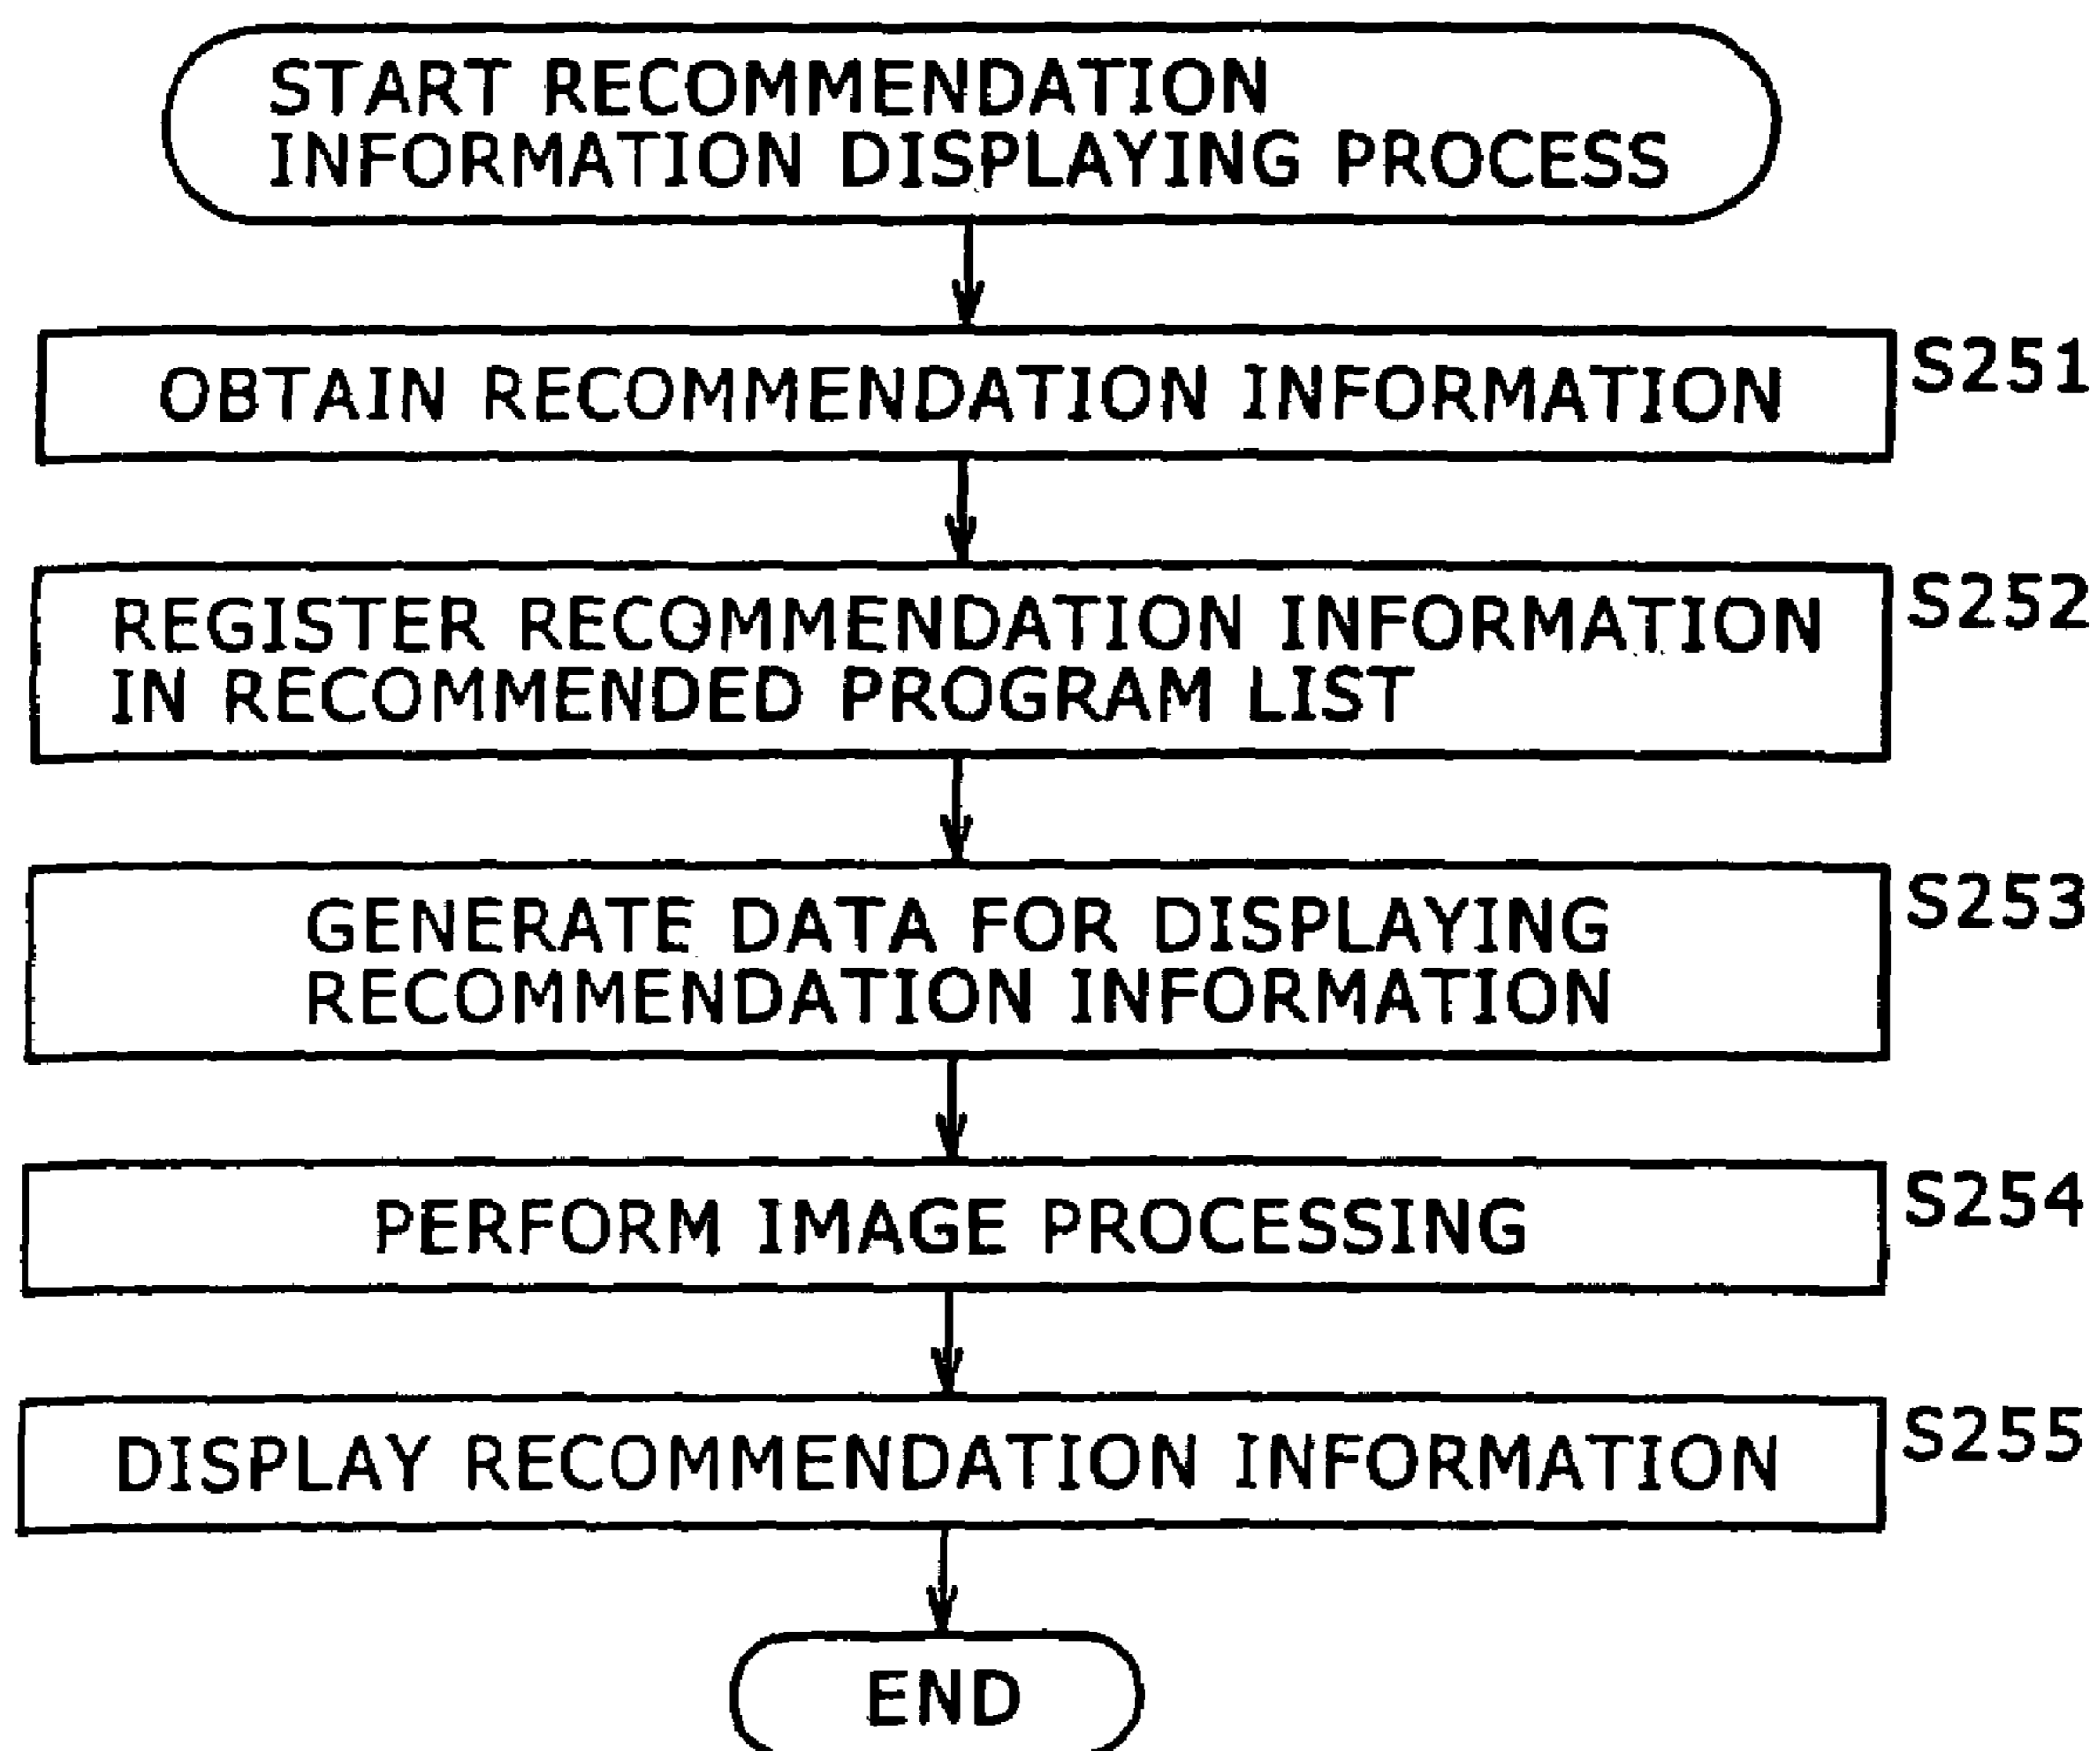 START RECOMMENDATION
INFORMATION DISPLAYING PROCESS
OBTAIN RECOMMENDATION INFORMATION
S251
REGISTER RECOMMENDATION INFORMATION
IN RECOMMENDED PROGRAM LIST
S252
GENERATE DATA FOR DISPLAYING
RECOMMENDATION INFORMATION
S253
PERFORM IMAGE PROCESSING
S254
DISPLAY RECOMMENDATION INFORMATION
S255
END